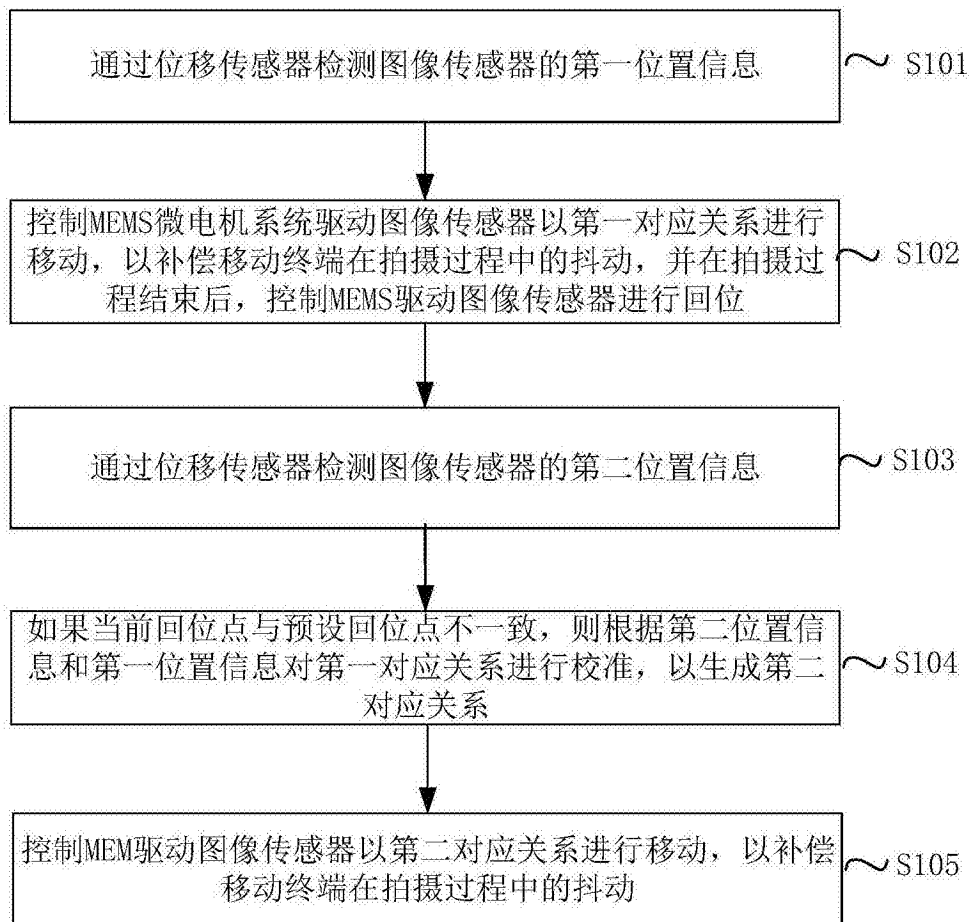 通过位移传感器检测图像传感器的第一位置信息
S101
控制MEMS微电机系统驱动图像传感器以第一对应关系进行
移动，以补偿移动终端在拍摄过程中的抖动，并在拍摄过
程结束后，控制MEMS驱动图像传感器进行回位
S102
通过位移传感器检测图像传感器的第二位置信息
S103
如果当前回位点与预设回位点不一致，则根据第二位置信
息和第一位置信息对第一对应关系进行校准，以生成第二
对应关系
S104
控制MEM驱动图像传感器以第二对应关系进行移动，以补偿
移动终端在拍摄过程中的抖动
S105